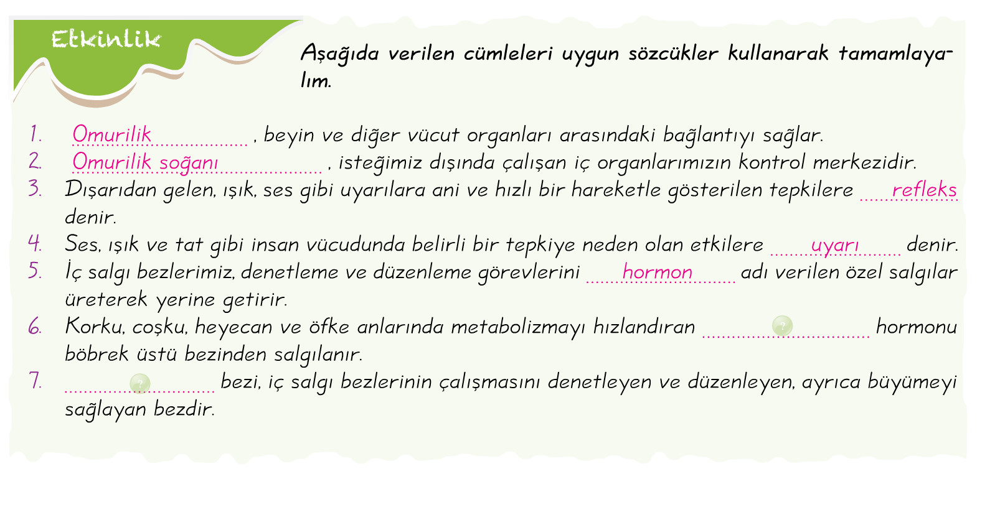 Etkinlik
Aşağıda verilen cümleleri uygun sözcükler kullanarak tamamlaya-
lım.
1. Omurilik , beyin ve diğer vücut organları arasındaki bağlantıyı sağlar.
2. Omurilik soğanı , isteğimiz dışında çalışan iç organlarımızın kontrol merkezidir.
3. Dışarıdan gelen, ışık, ses gibi uyarılara ani ve hızlı bir hareketle gösterilen tepkilere refleks
denir.
4. Ses, ışık ve tat gibi insan vücudunda belirli bir tepkiye neden olan etkilere uyarı denir.
5. İç salgı bezlerimiz, denetleme ve düzenleme görevlerini hormon adı verilen özel salgılar
üreterek yerine getirir.
6. Korku, coşku, heyecan ve öfke anlarında metabolizmayı hızlandıran ? hormonu
böbrek üstü bezinden salgılanır.
7. ? bezi, iç salgı bezlerinin çalışmasını denetleyen ve düzenleyen, ayrıca büyümeyi
sağlayan bezdir.